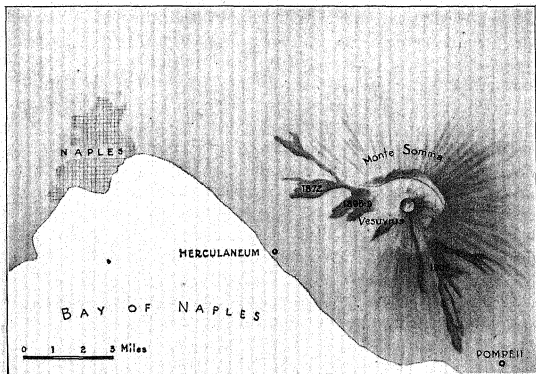 Monte Somma
NAPLES
1872
Vesuvius
HERCULANEUM
BAY OF NAPLES
0 1 2 3 Miles
POMPEII